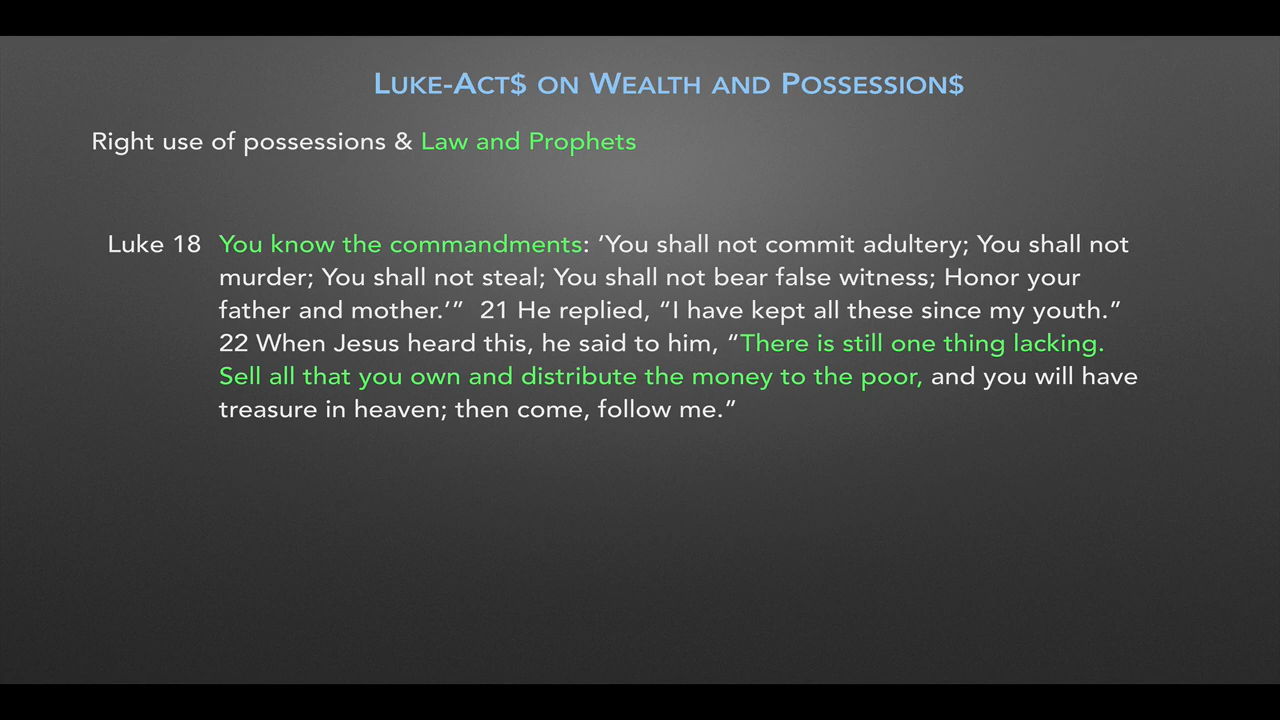 LUKE-ACT$ ON WEALTH AND POSSESSION$
Right use of possessions & Law and Prophets
Luke 18 You know the commandments: ‘You shall not commit adultery; You shall not
murder; You shall not steal; You shall not bear false witness; Honor your
father and mother.’” 21 He replied, “I have kept all these since my youth.”
22 When Jesus heard this, he said to him, “There is still one thing lacking.
Sell all that you own and distribute the money to the poor, and you will have
treasure in heaven; then come, follow me.”